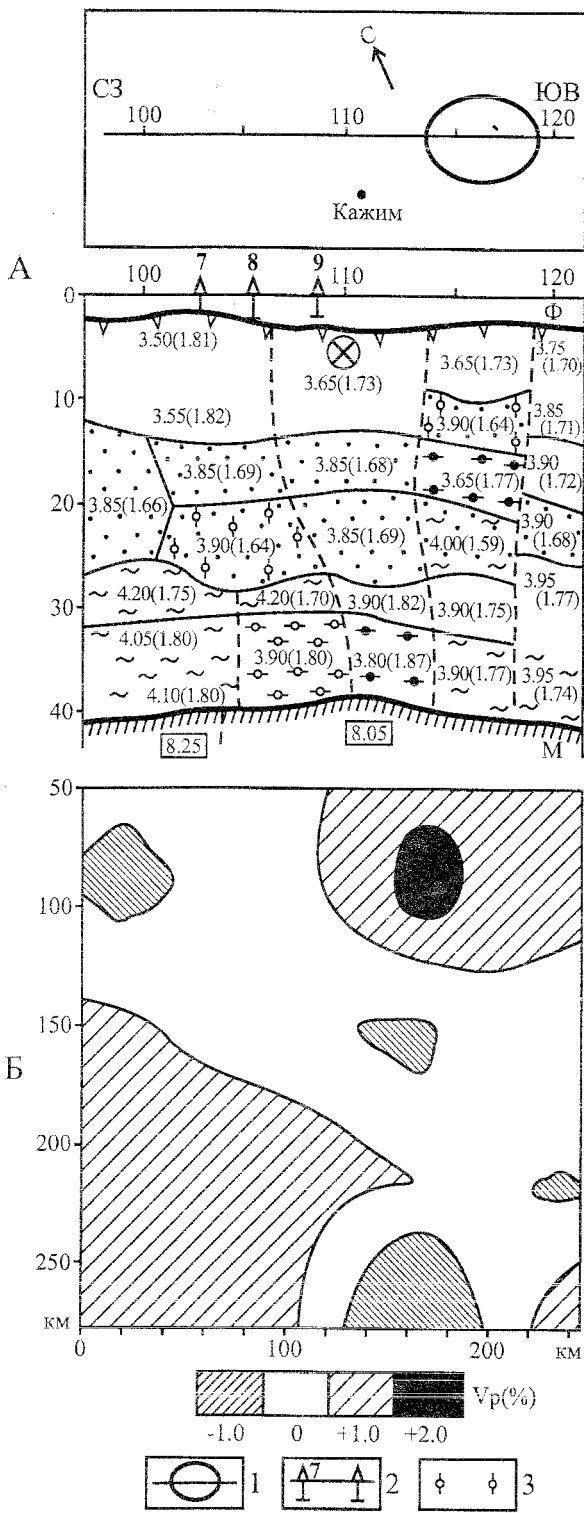 С
СЗ ЮВ
100 110 120
Кажим
А
100 7 8 9 110 120
0 Ф
3.50(1.81) 3.65(1.73) 3.65(1.73) 3.75
(1.70)
10
3.55(1.82) 3.90(1.64) 3.85
(1.71)
3.85(1.69) 3.85(1.68) 3.65(1.77) 3.90
(1.72)
20
3.85(1.66) 3.90(1.64) 3.85(1.69) 4.00(1.59) 3.90
(1.68)
4.20(1.75) 4.20(1.70) 3.90(1.82) 3.90(1.75) 3.95
(1.77)
30
4.05(1.80) 3.90(1.80) 3.80(1.87) 3.90(1.77) 3.95
(1.74)
4.10(1.80)
40
8.25 8.05 М
50
100
150
Б
200
250
км
0 100 200 км
Vp(%)
-1.0 0 +1.0 +2.0
1 7 2 3